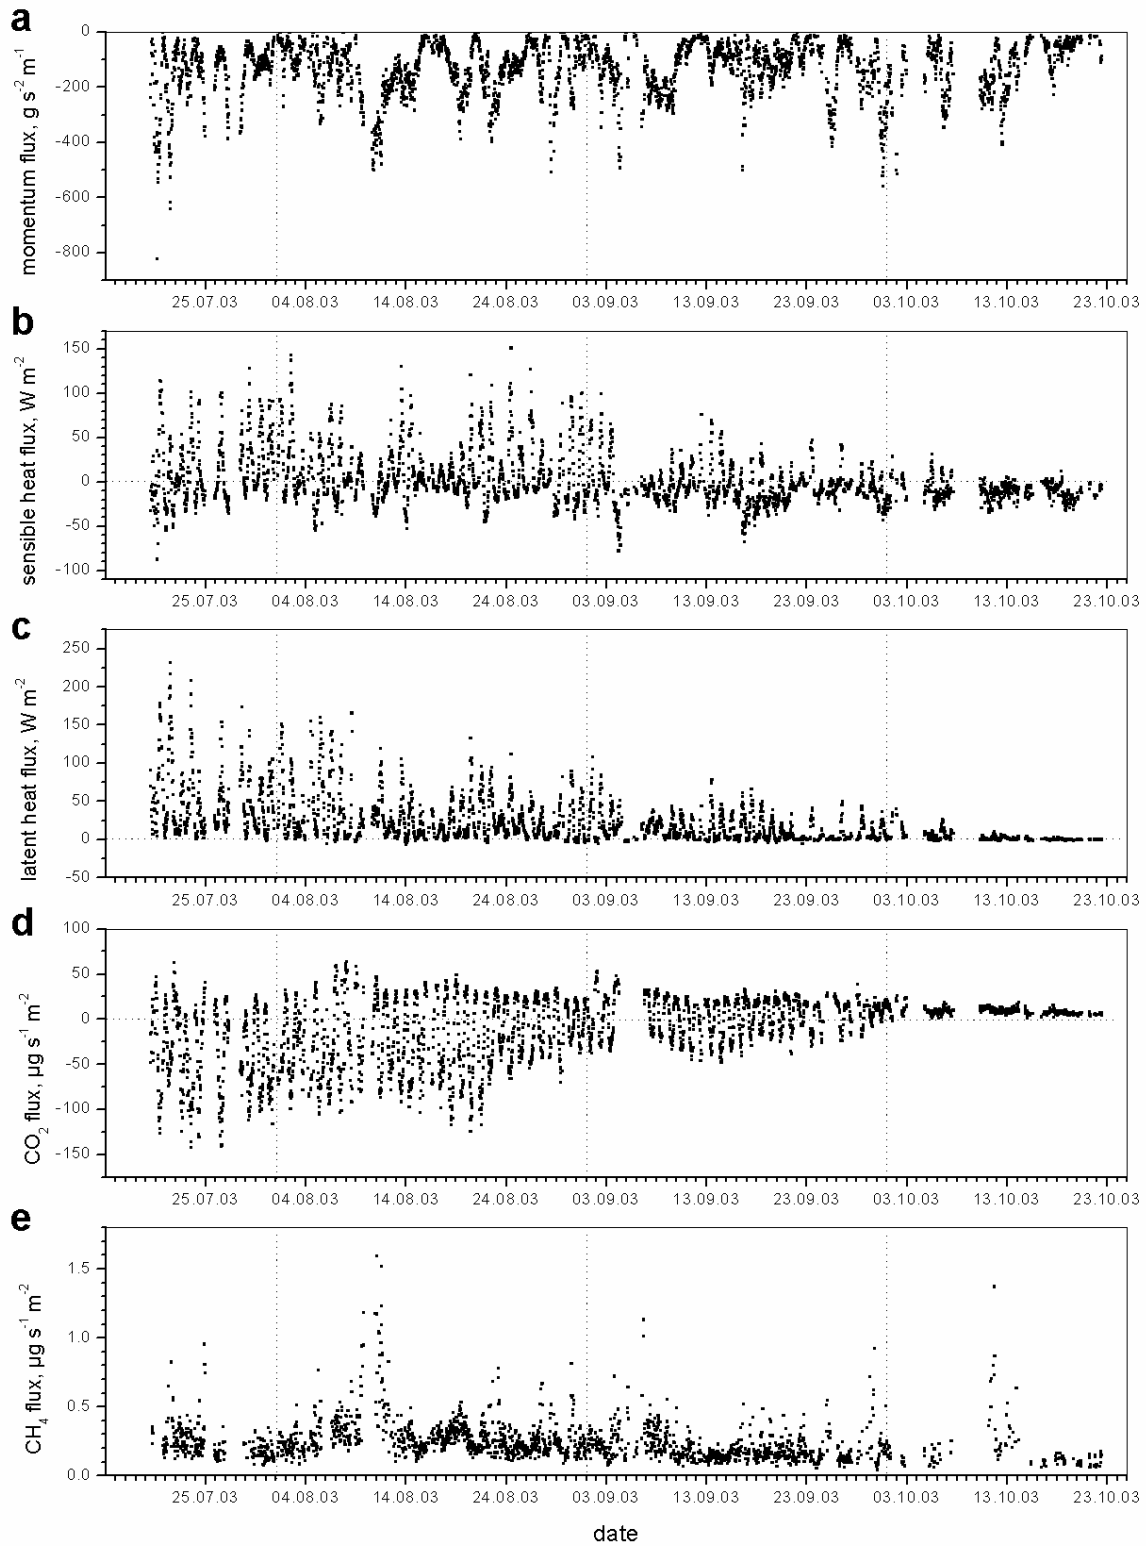 a
momentum flux, g s⁻² m⁻¹
0
-200
-400
-600
-800
25.07.03 04.08.03 14.08.03 24.08.03 03.09.03 13.09.03 23.09.03 03.10.03 13.10.03 23.10.03
b
sensible heat flux, W m⁻²
150
100
50
0
-50
-100
25.07.03 04.08.03 14.08.03 24.08.03 03.09.03 13.09.03 23.09.03 03.10.03 13.10.03 23.10.03
c
latent heat flux, W m⁻²
250
200
150
100
50
0
-50
25.07.03 04.08.03 14.08.03 24.08.03 03.09.03 13.09.03 23.09.03 03.10.03 13.10.03 23.10.03
d
CO₂ flux, µg s⁻¹ m⁻²
100
50
0
-50
-100
-150
25.07.03 04.08.03 14.08.03 24.08.03 03.09.03 13.09.03 23.09.03 03.10.03 13.10.03 23.10.03
e
CH₄ flux, µg s⁻¹ m⁻²
1.5
1.0
0.5
0.0
25.07.03 04.08.03 14.08.03 24.08.03 03.09.03 13.09.03 23.09.03 03.10.03 13.10.03 23.10.03
date